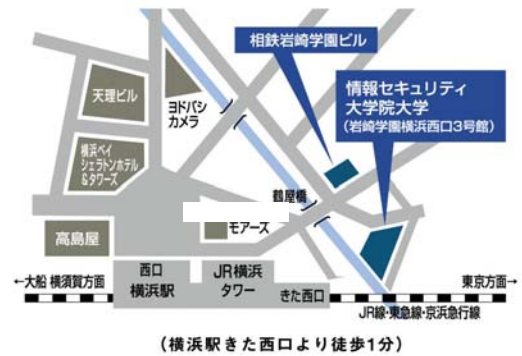 相鉄岩崎学園ビル
情報セキュリティ
大学院大学
(岩崎学園横浜西口3号館)
天理ビル
ヨドバシ
カメラ
横浜ベイ
シェラトンホテル
&タワーズ
鶴屋橋
モアーズ
高島屋
西口
横浜駅
JR横浜
タワー
きた西口
←大船 横須賀方面
東京方面→
JR線・東急線・京浜急行線
(横浜駅きた西口より徒歩1分)